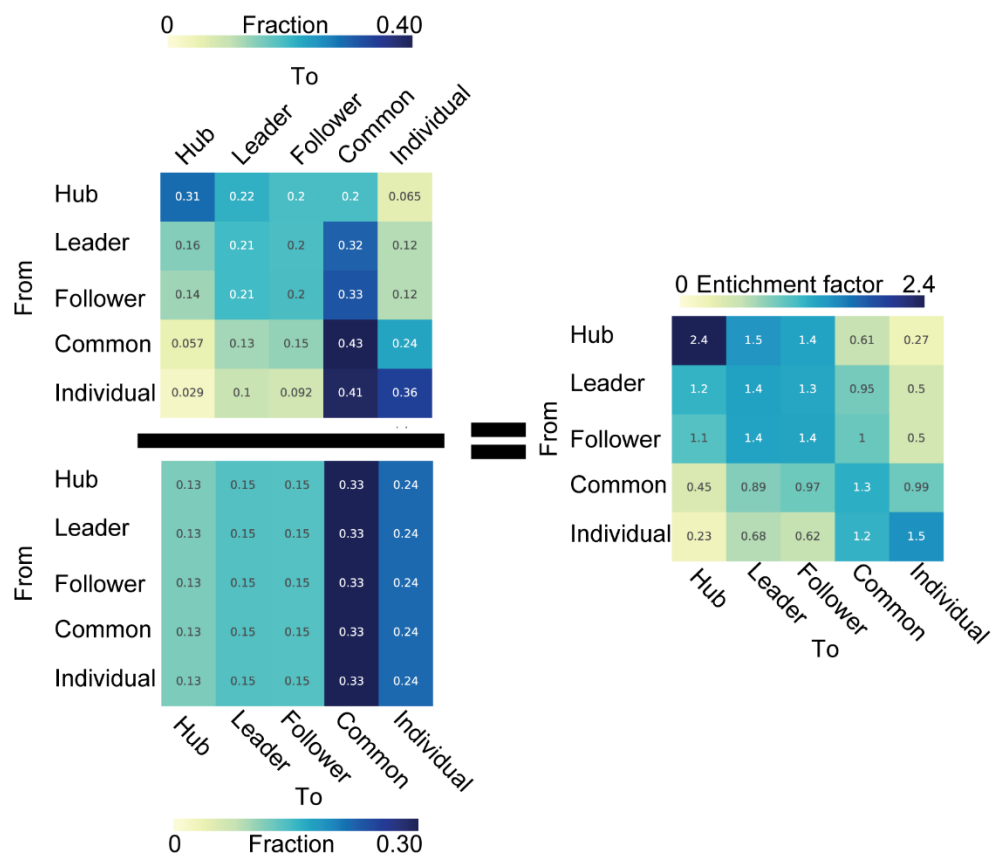 0 Fraction 0.40
To
Hub Leader Follower Common Individual
From
Hub 0.31 0.22 0.2 0.2 0.065
Leader 0.16 0.21 0.2 0.32 0.12
Follower 0.14 0.21 0.2 0.33 0.12
Common 0.057 0.13 0.15 0.43 0.24
Individual 0.029 0.1 0.092 0.41 0.36
From
Hub 0.13 0.15 0.15 0.33 0.24
Leader 0.13 0.15 0.15 0.33 0.24
Follower 0.13 0.15 0.15 0.33 0.24
Common 0.13 0.15 0.15 0.33 0.24
Individual 0.13 0.15 0.15 0.33 0.24
Hub Leader Follower Common Individual
To
0 Fraction 0.30
0 Entichment factor 2.4
From
Hub 2.4 1.5 1.4 0.61 0.27
Leader 1.2 1.4 1.3 0.95 0.5
Follower 1.1 1.4 1.4 1 0.5
Common 0.45 0.89 0.97 1.3 0.99
Individual 0.23 0.68 0.62 1.2 1.5
Hub Leader Follower Common Individual
To